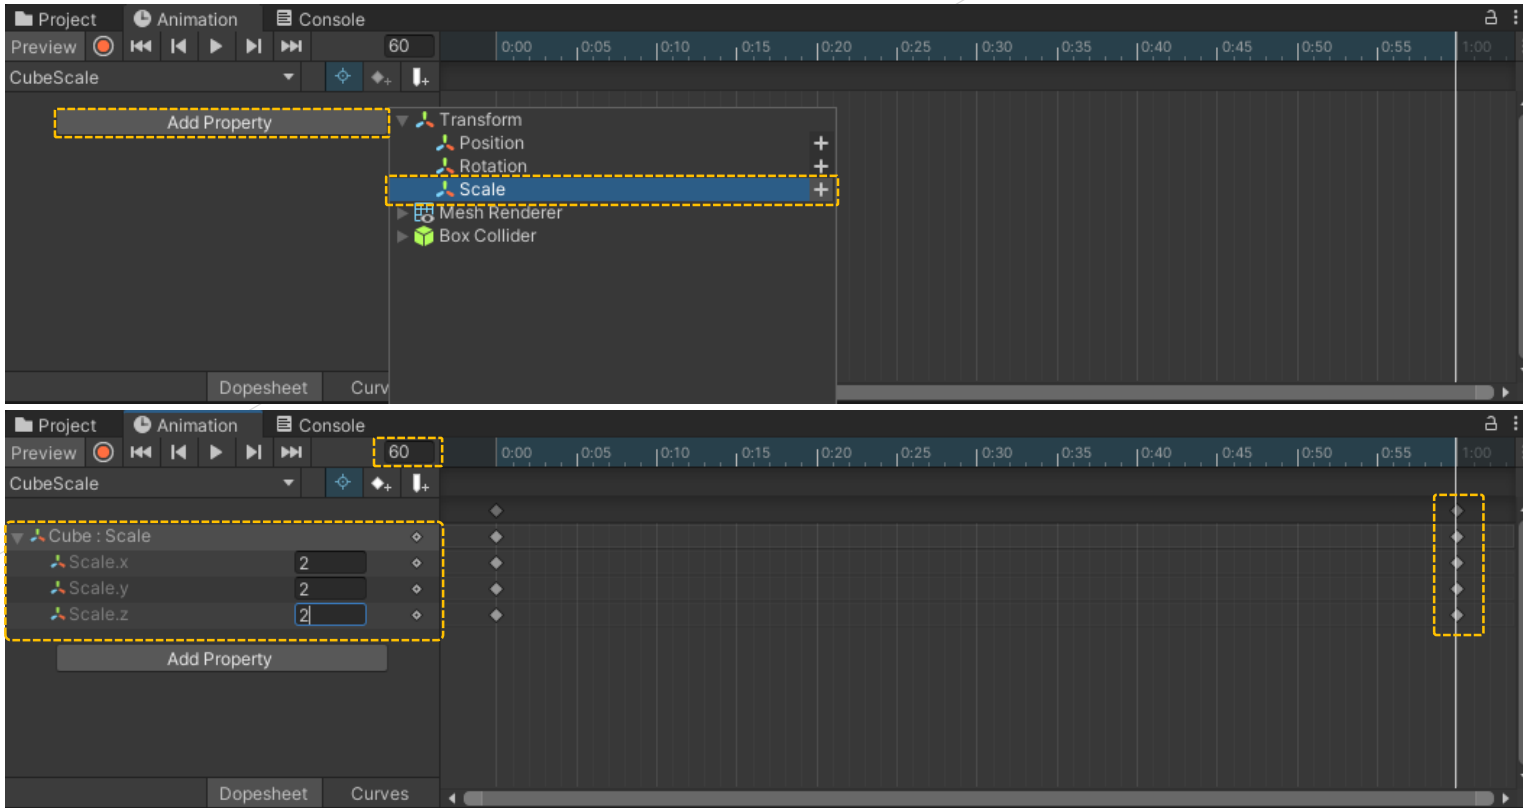 Project Animation Console
Preview 60 0:00 0:05 0:10 0:15 0:20 0:25 0:30 0:35 0:40 0:45 0:50 0:55 1:00
CubeScale
Add Property
Transform
Position
Rotation
Scale
Mesh Renderer
Box Collider
Dopesheet Curv
Project Animation Console
Preview 60 0:00 0:05 0:10 0:15 0:20 0:25 0:30 0:35 0:40 0:45 0:50 0:55 1:00
CubeScale
Cube : Scale
Scale.x 2
Scale.y 2
Scale.z 2
Add Property
Dopesheet Curves